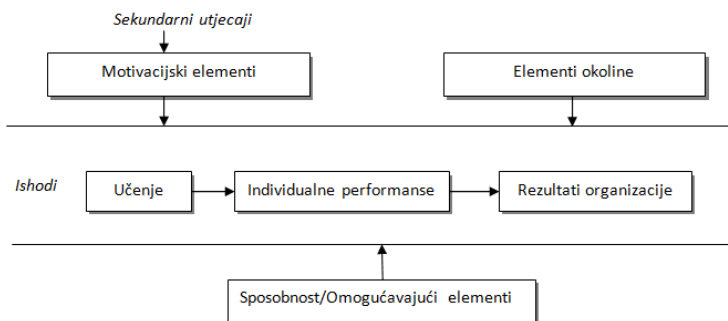 Sekundarni utjecaji
Motivacijski elementi
Elementi okoline
Ishodi
Učenje
Individualne performanse
Rezultati organizacije
Sposobnost/Omogućavajući elementi